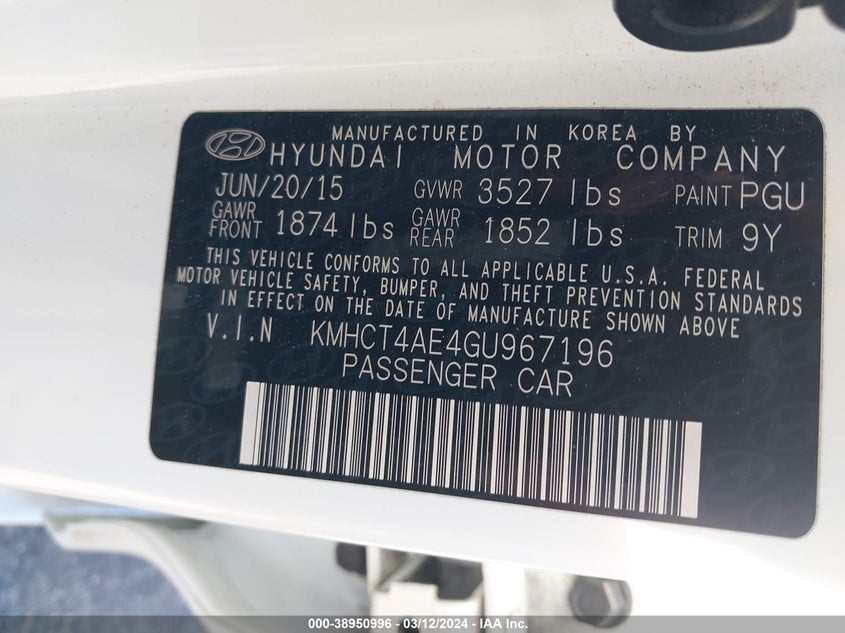 MANUFACTURED IN KOREA BY
HYUNDAI MOTOR COMPANY
JUN/20/15 GVWR 3527 lbs PAINT PGU
GAWR FRONT 1874 lbs GAWR REAR 1852 lbs TRIM 9Y
THIS VEHICLE CONFORMS TO ALL APPLICABLE U.S.A. FEDERAL
MOTOR VEHICLE SAFETY, BUMPER, AND THEFT PREVENTION STANDARDS
IN EFFECT ON THE DATE OF MANUFACTURE SHOWN ABOVE
V.I.N KMHCT4AE4GU967196
PASSENGER CAR
000-38950996 - 03/12/2024 - IAA Inc.